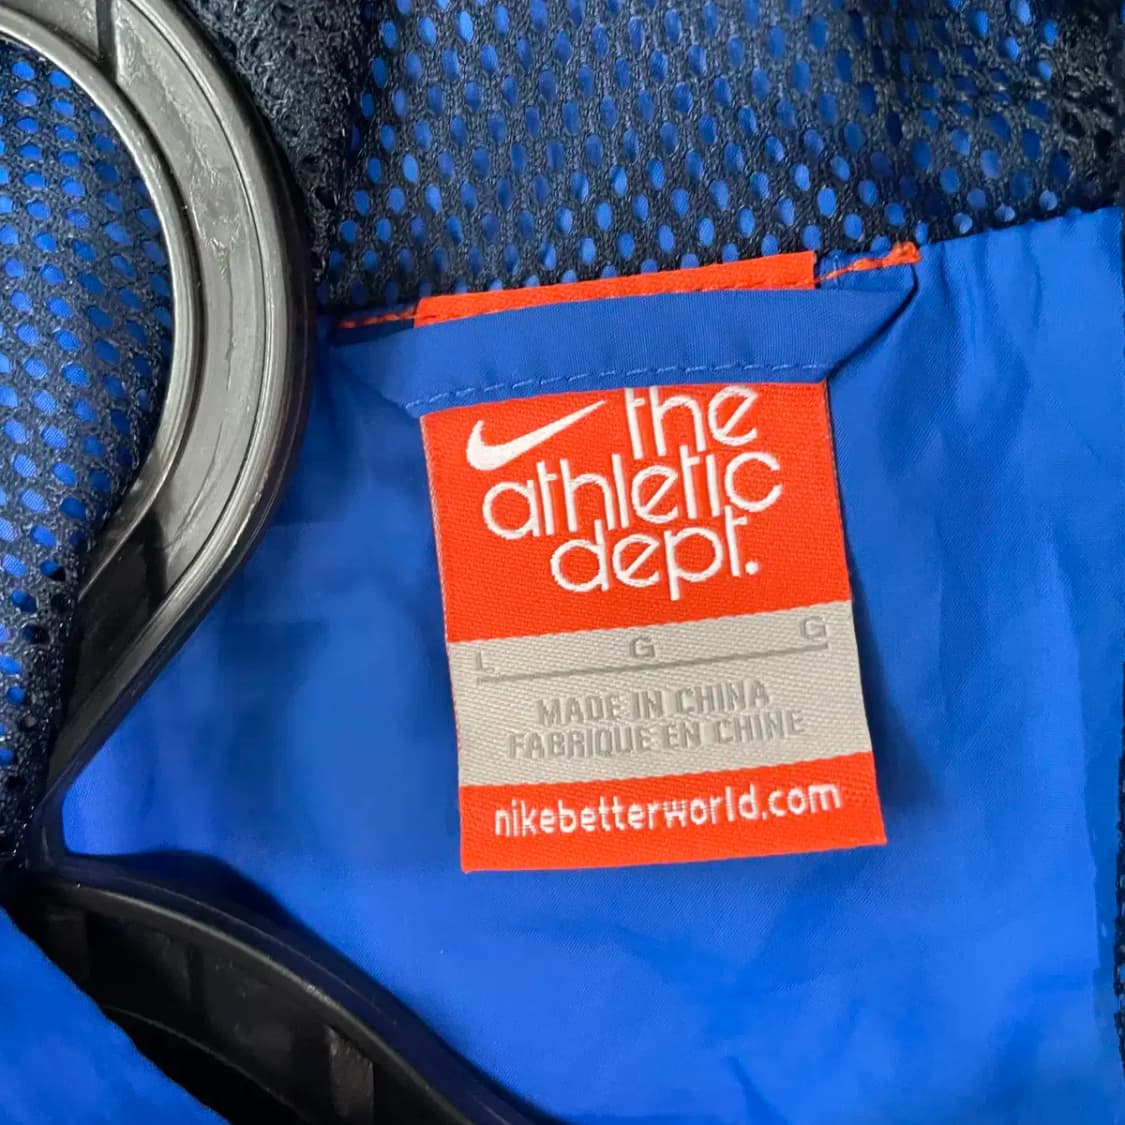 the
athletic
dept.
L G G
MADE IN CHINA
FABRIQUE EN CHINE
nikebetterworld.com